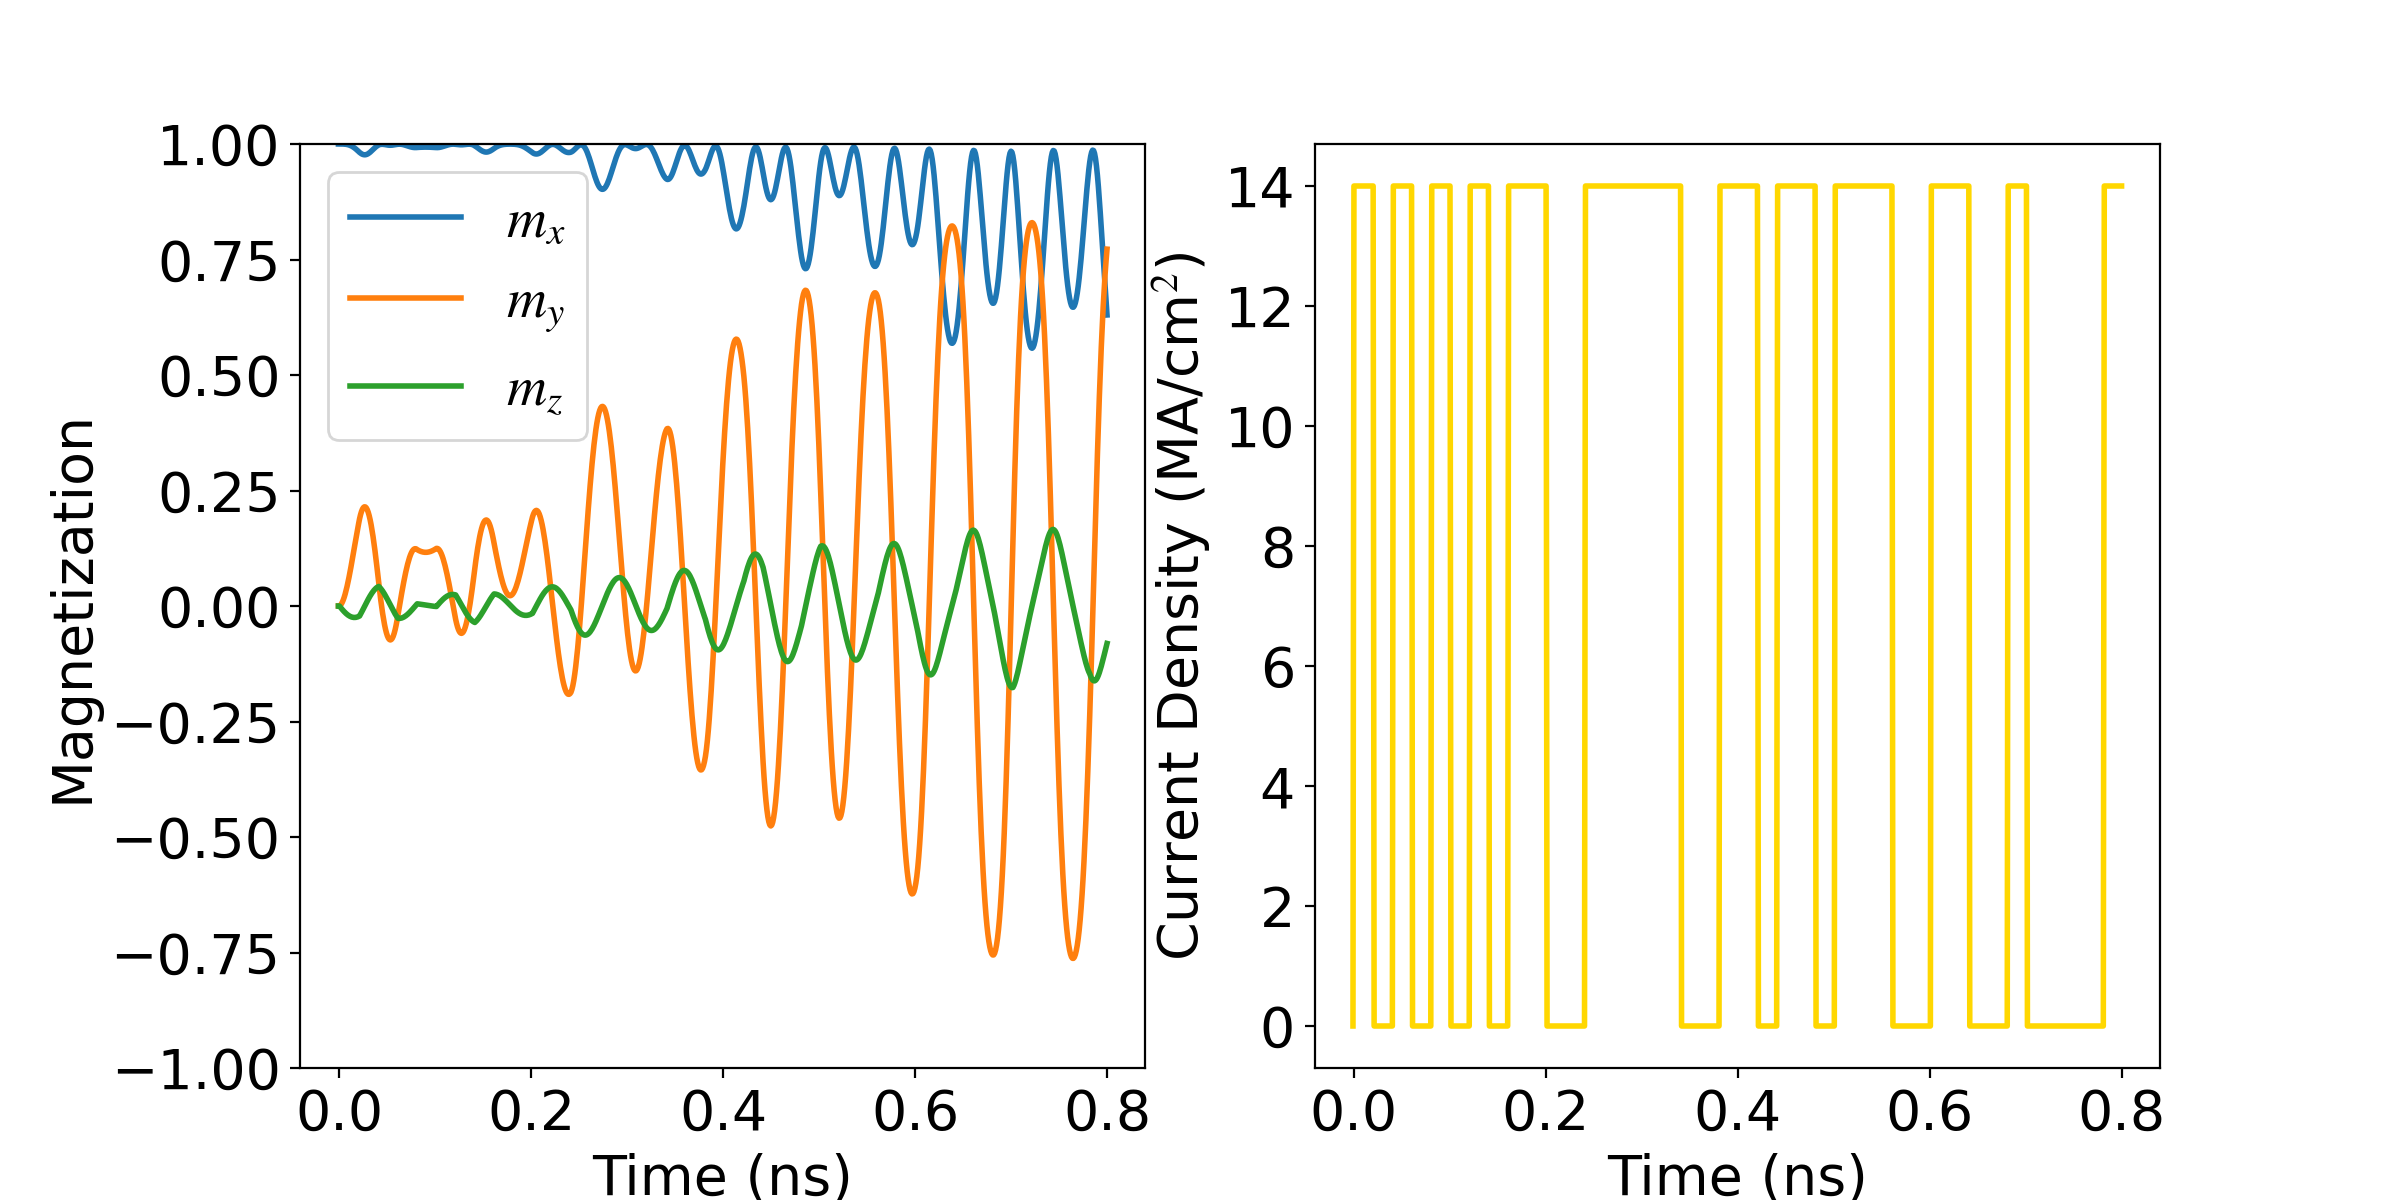 1.00
0.75
0.50
0.25
0.00
−0.25
−0.50
−0.75
−1.00
Magnetization
m_x
m_y
m_z
0.0 0.2 0.4 0.6 0.8
Time (ns)
14
12
10
8
6
4
2
0
Current Density (MA/cm²)
0.0 0.2 0.4 0.6 0.8
Time (ns)